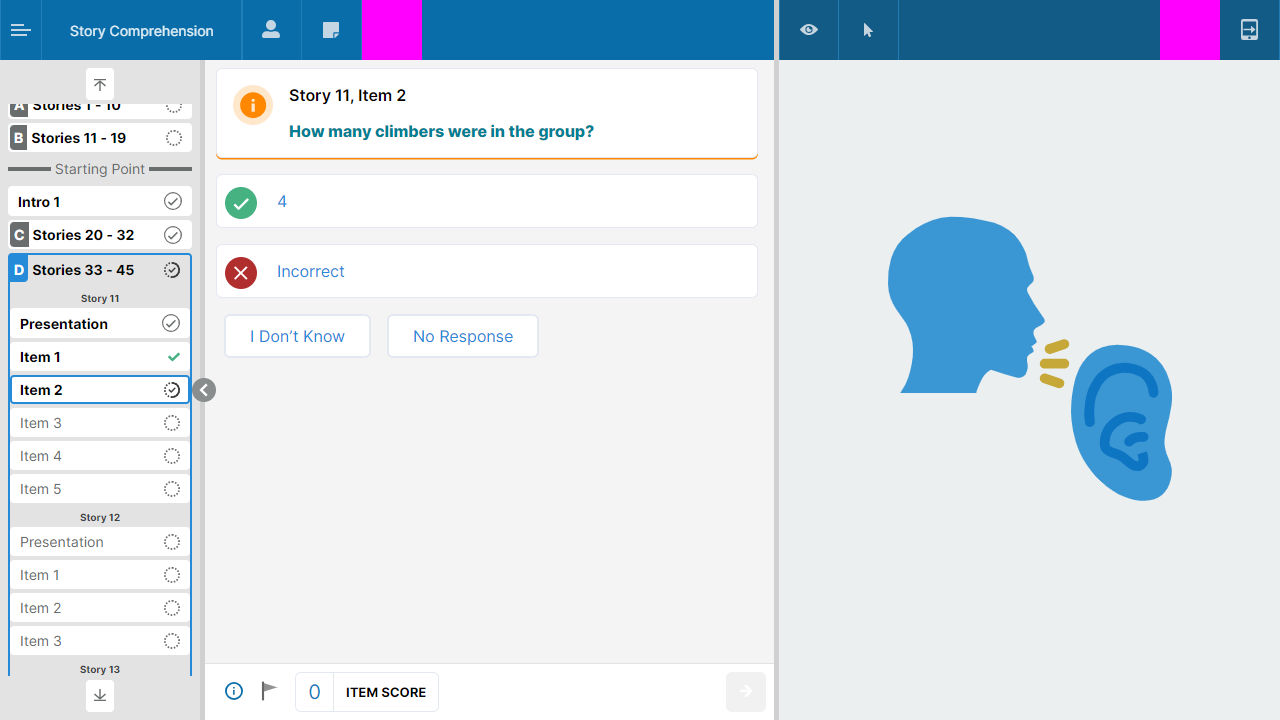 Story Comprehension
A Stories 1 - 10
B Stories 11 - 19
Starting Point
Intro 1
C Stories 20 - 32
D Stories 33 - 45
Story 11
Presentation
Item 1
Item 2
Item 3
Item 4
Item 5
Story 12
Presentation
Item 1
Item 2
Item 3
Story 13
Story 11, Item 2
How many climbers were in the group?
4
Incorrect
I Don’t Know
No Response
0 ITEM SCORE